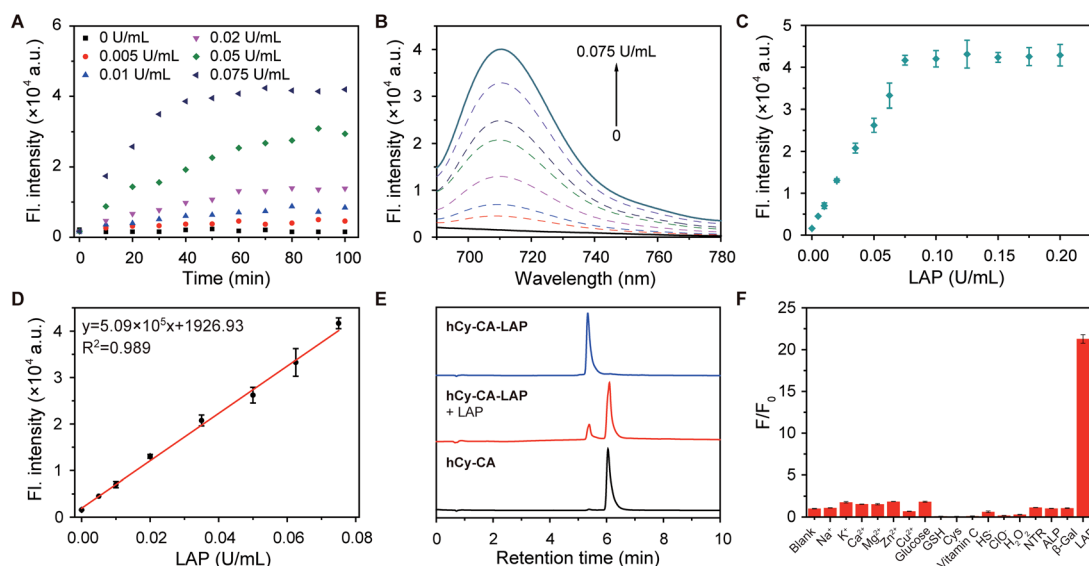 A
Fl. intensity (×10⁴ a.u.)
6
4
2
0
0 U/mL
0.005 U/mL
0.01 U/mL
0.02 U/mL
0.05 U/mL
0.075 U/mL
0 20 40 60 80 100
Time (min)
B
Fl. intensity (×10⁴ a.u.)
4
3
2
1
0
0.075 U/mL
0
700 720 740 760 780
Wavelength (nm)
C
Fl. intensity (×10⁴ a.u.)
5
4
3
2
1
0
0.00 0.05 0.10 0.15 0.20
LAP (U/mL)
D
Fl. intensity (×10⁴ a.u.)
4
3
2
1
0
y=5.09×10⁵x+1926.93
R²=0.989
0.00 0.02 0.04 0.06 0.08
LAP (U/mL)
E
hCy-CA-LAP
hCy-CA-LAP
+ LAP
hCy-CA
0 2 4 6 8 10
Retention time (min)
F
F/F₀
25
20
15
10
5
0
Blank
Na⁺
K⁺
Ca²⁺
Mg²⁺
Zn²⁺
Cu²⁺
Glucose
GSH
Cys
Vitamin C
HS⁻
ClO⁻
H₂O₂
NTR
ALP
β-Gal
LAP